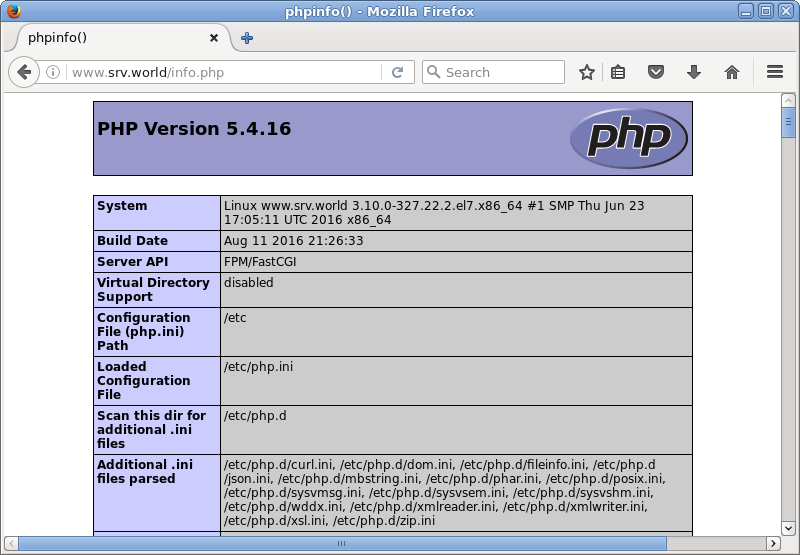 phpinfo() - Mozilla Firefox
phpinfo()
www.srv.world/info.php
Search
PHP Version 5.4.16
php
System
Linux www.srv.world 3.10.0-327.22.2.el7.x86_64 #1 SMP Thu Jun 23
17:05:11 UTC 2016 x86_64
Build Date
Aug 11 2016 21:26:33
Server API
FPM/FastCGI
Virtual Directory
Support
disabled
Configuration
File (php.ini)
Path
/etc
Loaded
Configuration
File
/etc/php.ini
Scan this dir for
additional .ini
files
/etc/php.d
Additional .ini
files parsed
/etc/php.d/curl.ini, /etc/php.d/dom.ini, /etc/php.d/fileinfo.ini, /etc/php.d
/json.ini, /etc/php.d/mbstring.ini, /etc/php.d/phar.ini, /etc/php.d/posix.ini,
/etc/php.d/sysvmsg.ini, /etc/php.d/sysvsem.ini, /etc/php.d/sysvshm.ini,
/etc/php.d/wddx.ini, /etc/php.d/xmlreader.ini, /etc/php.d/xmlwriter.ini,
/etc/php.d/xsl.ini, /etc/php.d/zip.ini